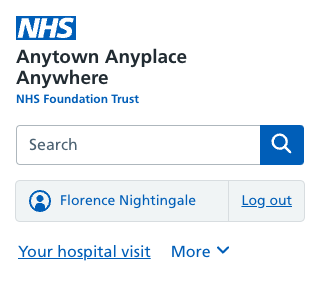 NHS
Anytown Anyplace
Anywhere
NHS Foundation Trust
Search
Florence Nightingale Log out
Your hospital visit More